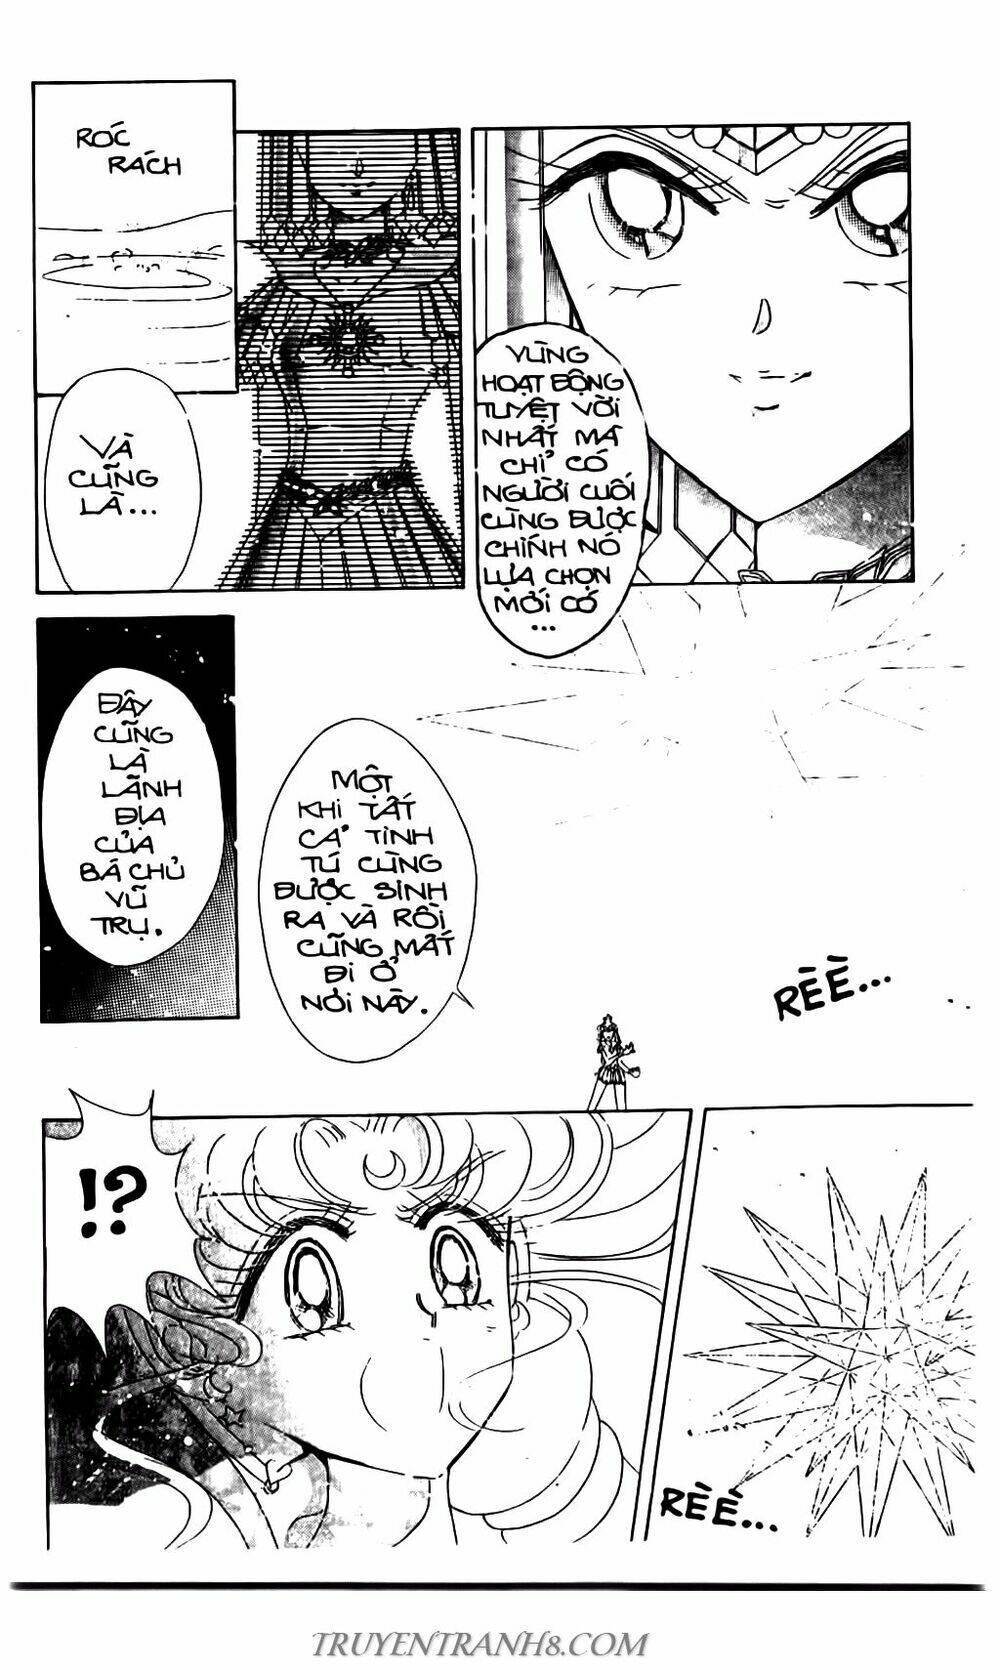 RÓC
RÁCH
VÙNG
HOẠT ĐỘNG
TUYỆT VỜI
NHẤT MÀ
CHỈ CÓ
NGƯỜI CUỐI
CÙNG ĐƯỢC
CHÍNH NÓ
LỰA CHỌN
MỚI CÓ
...
VÀ
CŨNG
LÀ...
ĐÂY
CŨNG
LÀ
LÃNH
ĐỊA
CỦA
BÁ CHỦ
VŨ
TRỤ.
MỘT
KHI TẤT
CẢ TINH
TÚ CÙNG
ĐƯỢC SINH
RA VÀ RỒI
CŨNG MẤT
ĐI Ở
NƠI NÀY.
RÈÈ...
!?
RÈÈ...
TRUYENTRANH8.COM